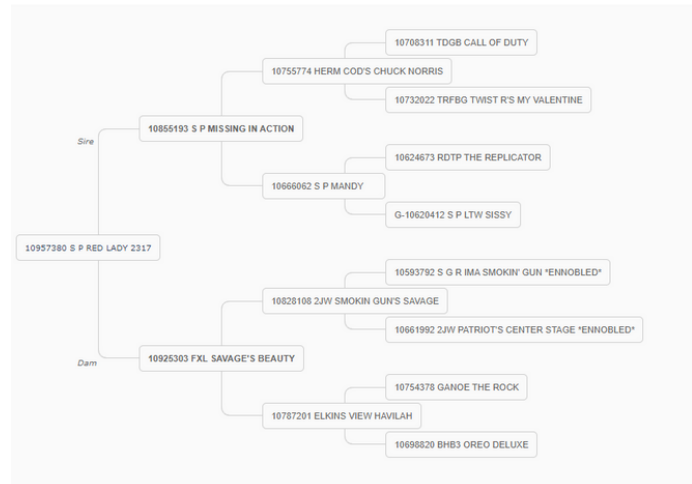 10708311 TDGB CALL OF DUTY
10755774 HERM COD'S CHUCK NORRIS
10732022 TRFBG TWIST R'S MY VALENTINE
10855193 S P MISSING IN ACTION
Sire
10624673 RDTP THE REPLICATOR
10666062 S P MANDY
G-10620412 S P LTW SISSY
10957380 S P RED LADY 2317
10593792 S G R IMA SMOKIN' GUN *ENNOBLED*
10828108 2JW SMOKIN GUN'S SAVAGE
10661992 2JW PATRIOT'S CENTER STAGE *ENNOBLED*
10925303 FXL SAVAGE'S BEAUTY
Dam
10754378 GANOE THE ROCK
10787201 ELKINS VIEW HAVILAH
10698820 BHB3 OREO DELUXE